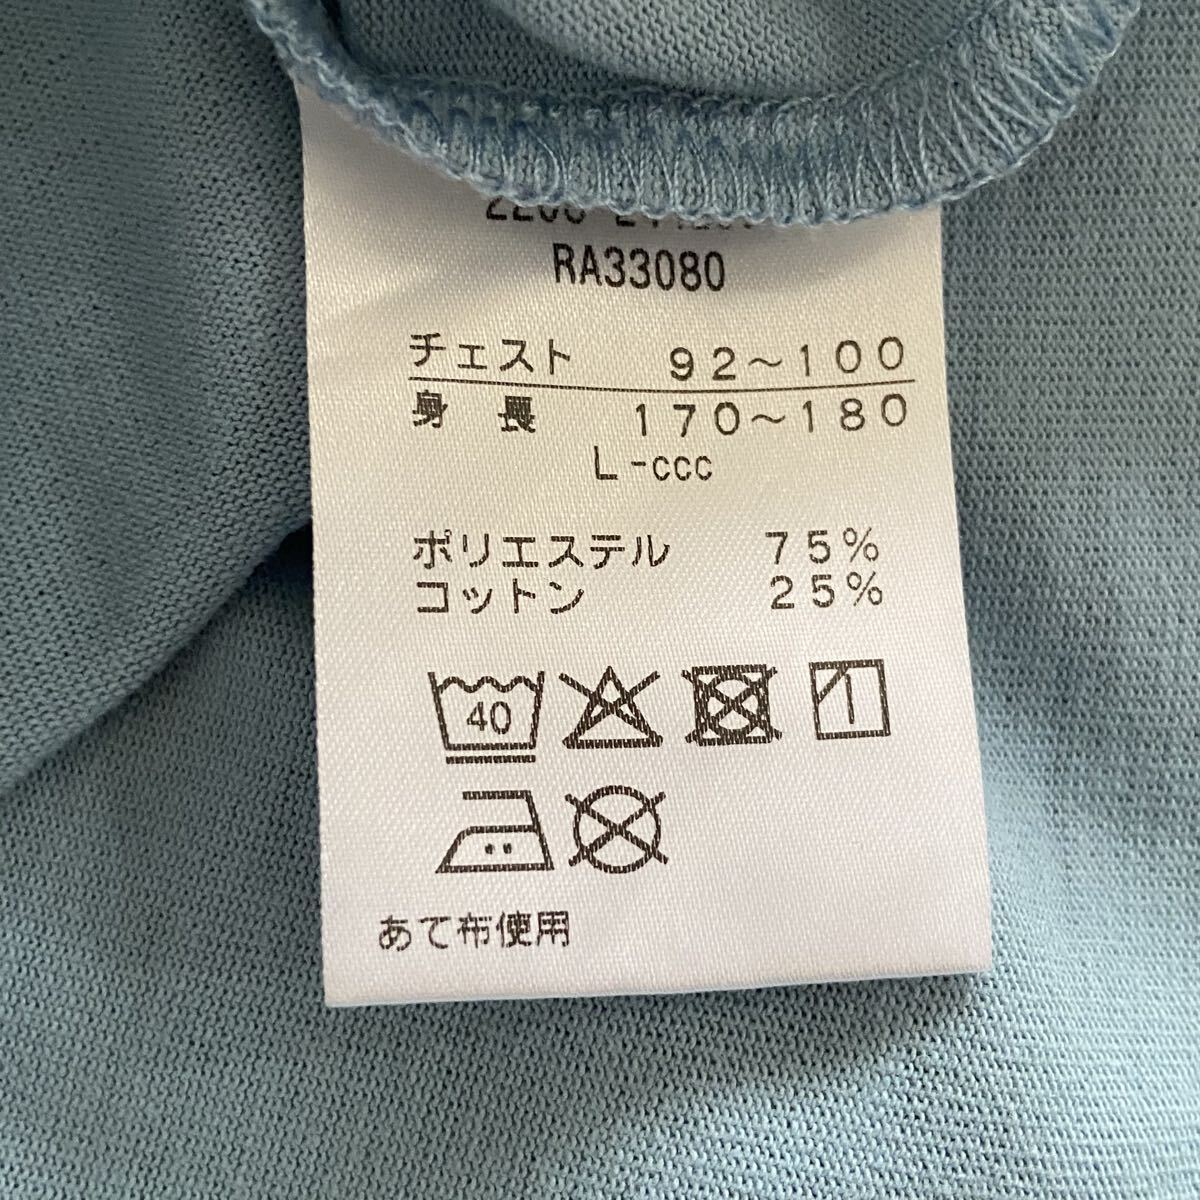 RA33080
チェスト 92～100
身長 170～180
L-ccc
ポリエステル 75%
コットン 25%
40
あて布使用